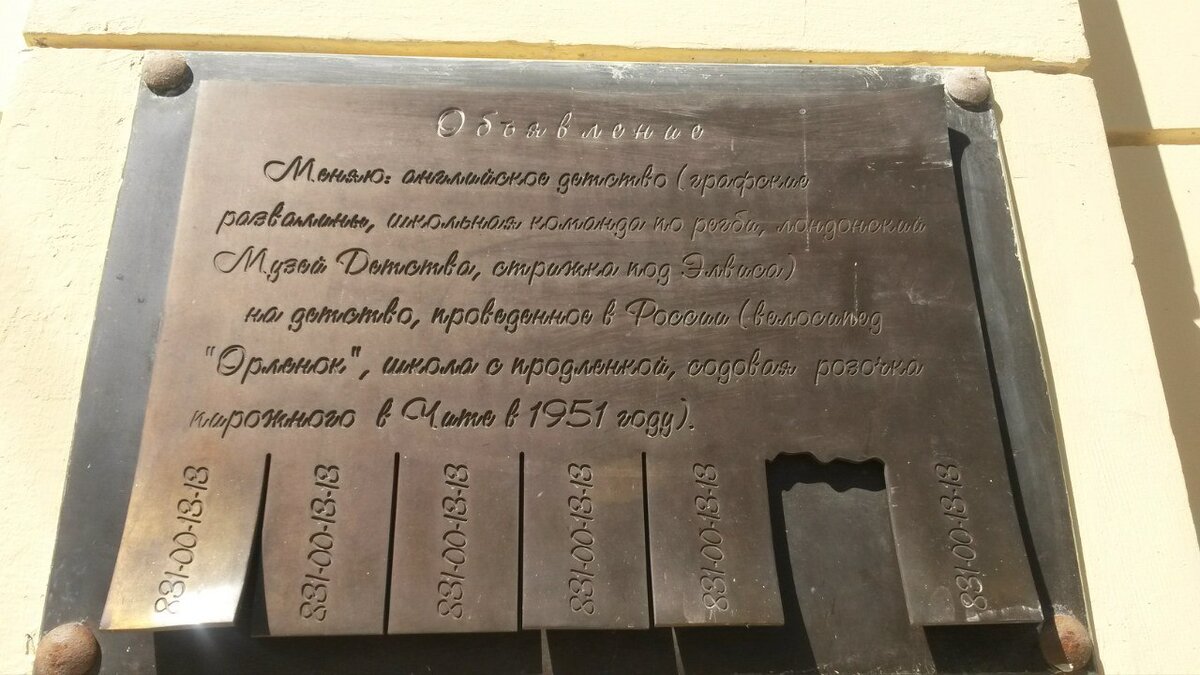 Объявление
Меняю: английское детство (графские
развалины, школьная команда по регби, лондонский
Музей Детства, стрижка под Элвиса)
на детство, проведенное в России (велосипед
"Орленок", школа с продленкой, содовая розочка
пирожного в Чите в 1951 году).
831-00-13-13
831-00-13-13
831-00-13-13
831-00-13-13
831-00-13-13
831-00-13-13